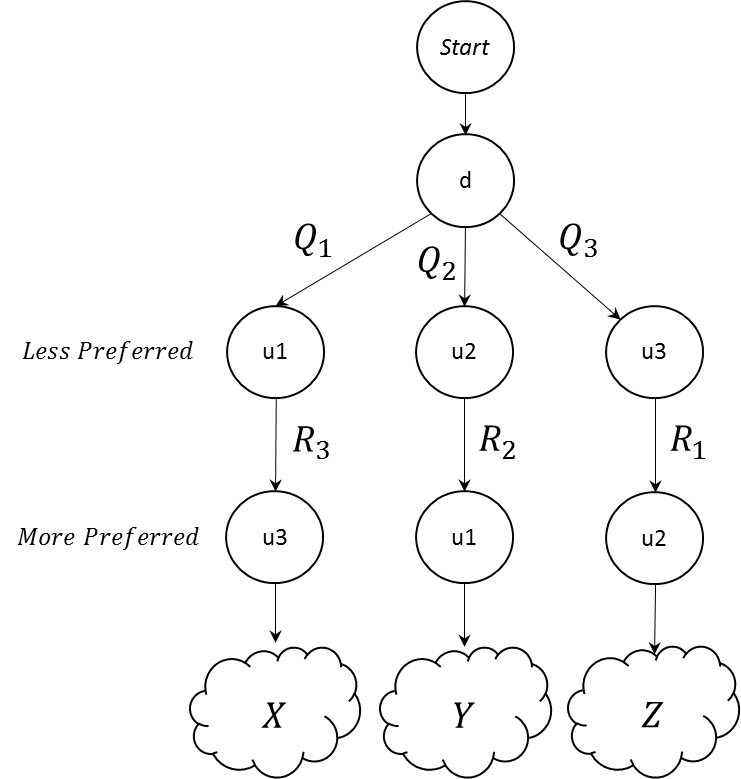 Start
d
Q₁
Q₂
Q₃
Less Preferred
u1
u2
u3
R₃
R₂
R₁
More Preferred
u3
u1
u2
X
Y
Z